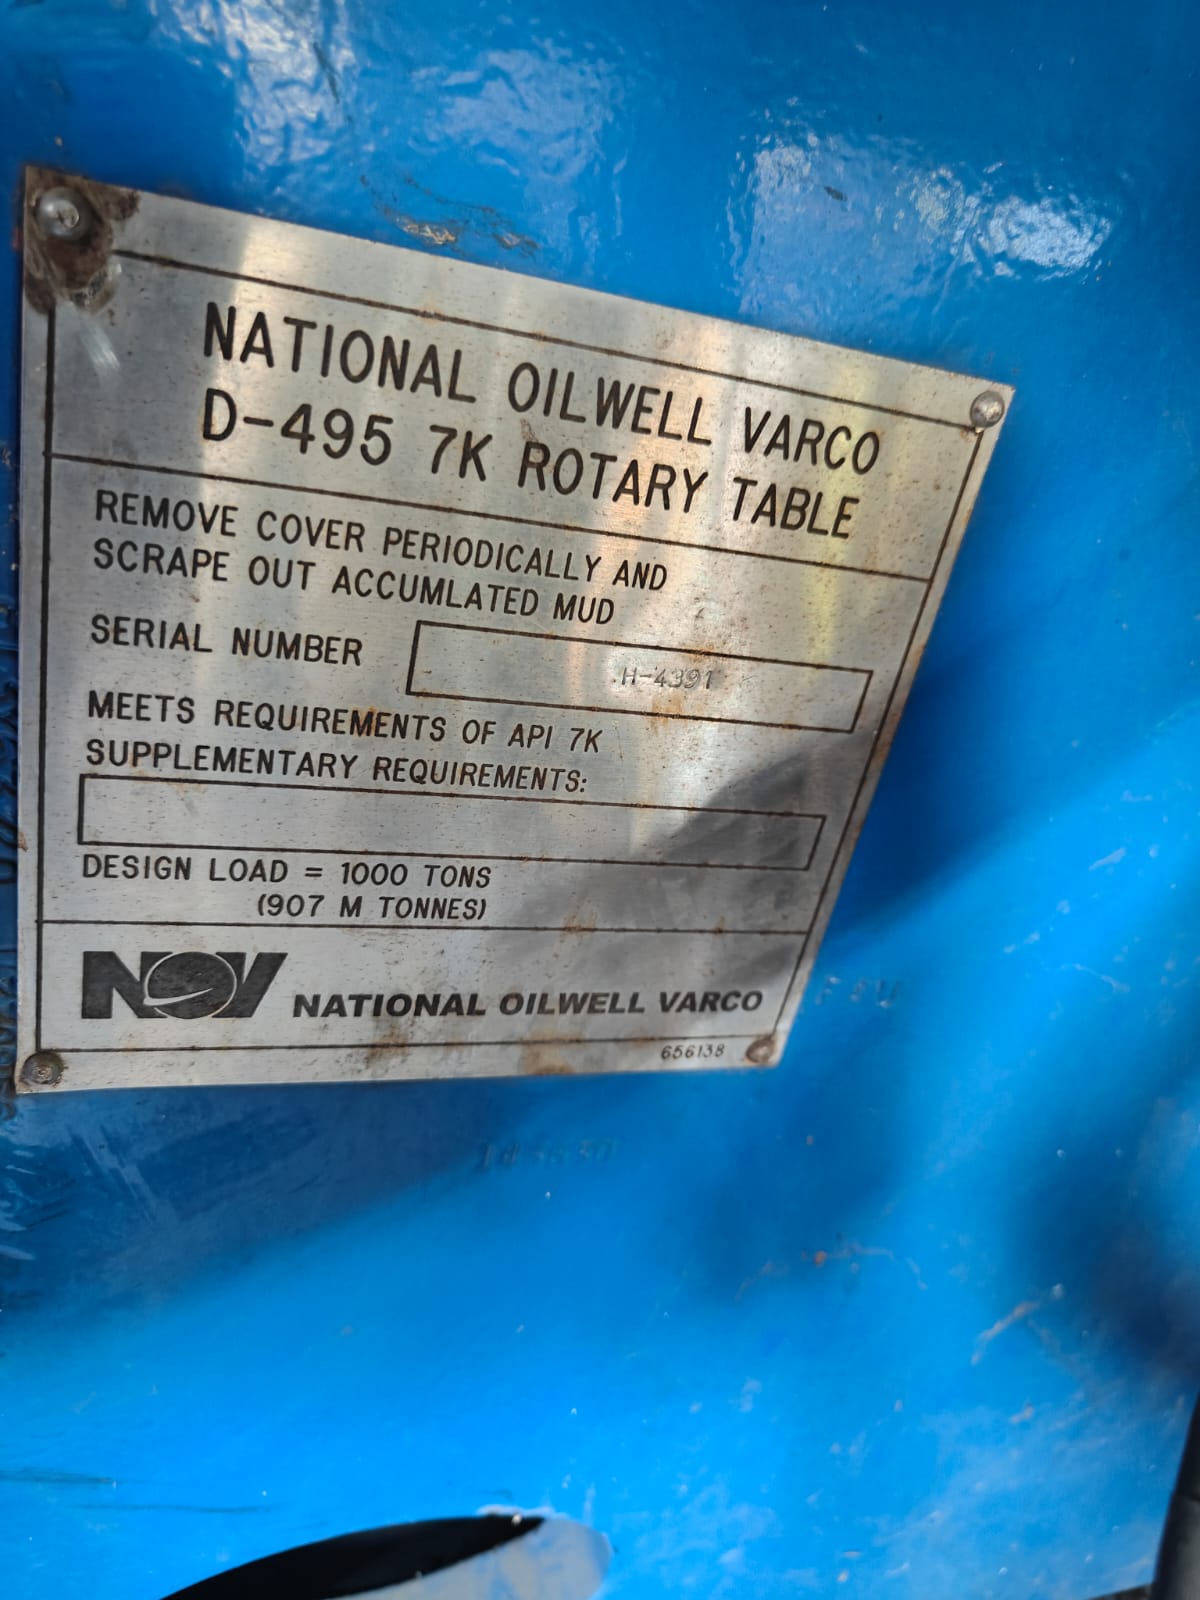 NATIONAL OILWELL VARCO
D-495 7K ROTARY TABLE
REMOVE COVER PERIODICALLY AND
SCRAPE OUT ACCUMLATED MUD
SERIAL NUMBER H-4391
MEETS REQUIREMENTS OF API 7K
SUPPLEMENTARY REQUIREMENTS:
DESIGN LOAD = 1000 TONS
(907 M TONNES)
NOV NATIONAL OILWELL VARCO
656138